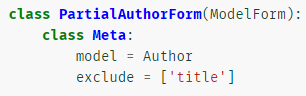 class PartialAuthorForm(ModelForm):
    class Meta:
        model = Author
        exclude = ['title']